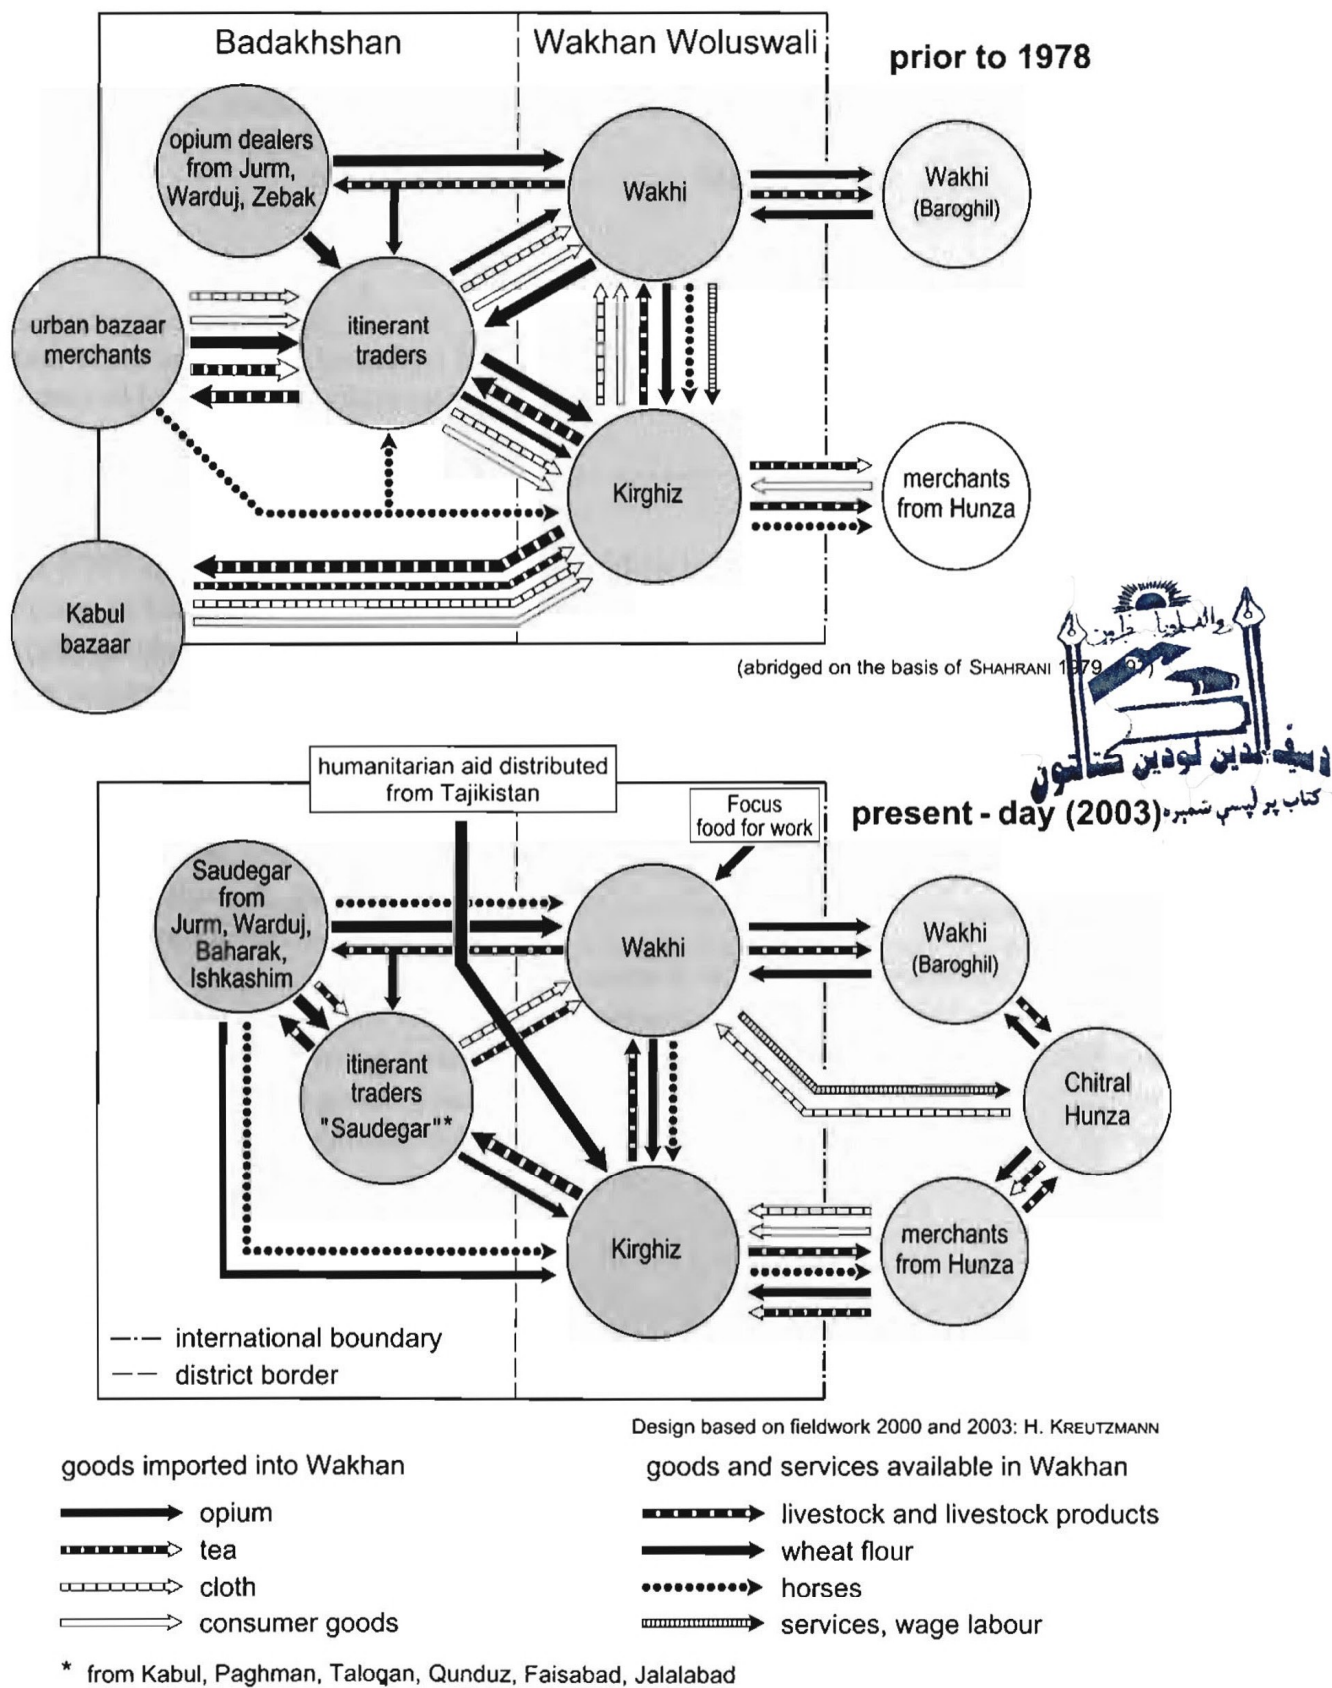 Badakhshan
Wakhan Woluswali
prior to 1978
opium dealers
from Jurm,
Warduj, Zebak
Wakhi
Wakhi
(Baroghil)
urban bazaar
merchants
itinerant
traders
Kirghiz
merchants
from Hunza
Kabul
bazaar
(abridged on the basis of SHAHRANI 1979
humanitarian aid distributed
from Tajikistan
Focus
food for work
present - day (2003)
کتاب پر لپسې شمېره
Saudegar
from
Jurm, Warduj,
Baharak,
Ishkashim
Wakhi
Wakhi
(Baroghil)
itinerant
traders
"Saudegar"*
Chitral
Hunza
Kirghiz
merchants
from Hunza
international boundary
district border
Design based on fieldwork 2000 and 2003: H. KREUTZMANN
goods imported into Wakhan
opium
tea
cloth
consumer goods
goods and services available in Wakhan
livestock and livestock products
wheat flour
horses
services, wage labour
* from Kabul, Paghman, Taloqan, Qunduz, Faisabad, Jalalabad